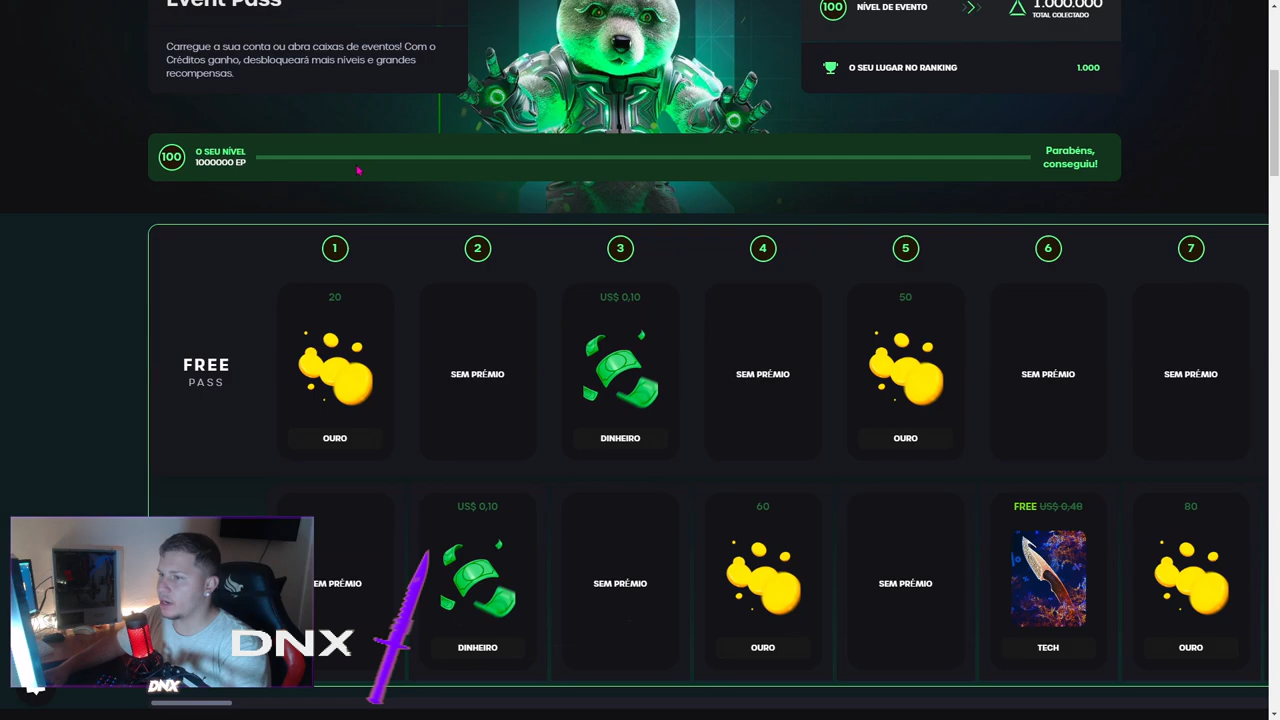 Event Pass
Carregue a sua conta ou abra caixas de eventos! Com o
Créditos ganho, desbloqueará mais níveis e grandes
recompensas.
100
NÍVEL DE EVENTO
1.000.000
TOTAL COLECTADO
O SEU LUGAR NO RANKING
1.000
100
O SEU NÍVEL
1000000 EP
Parabéns,
conseguiu!
1
2
3
4
5
6
7
FREE
PASS
20
OURO
SEM PRÉMIO
US$ 0,10
DINHEIRO
SEM PRÉMIO
50
OURO
SEM PRÉMIO
SEM PRÉMIO
EM PRÉMIO
US$ 0,10
DINHEIRO
SEM PRÉMIO
60
OURO
SEM PRÉMIO
FREE US$ 0,48
TECH
80
OURO
DNX
DNX